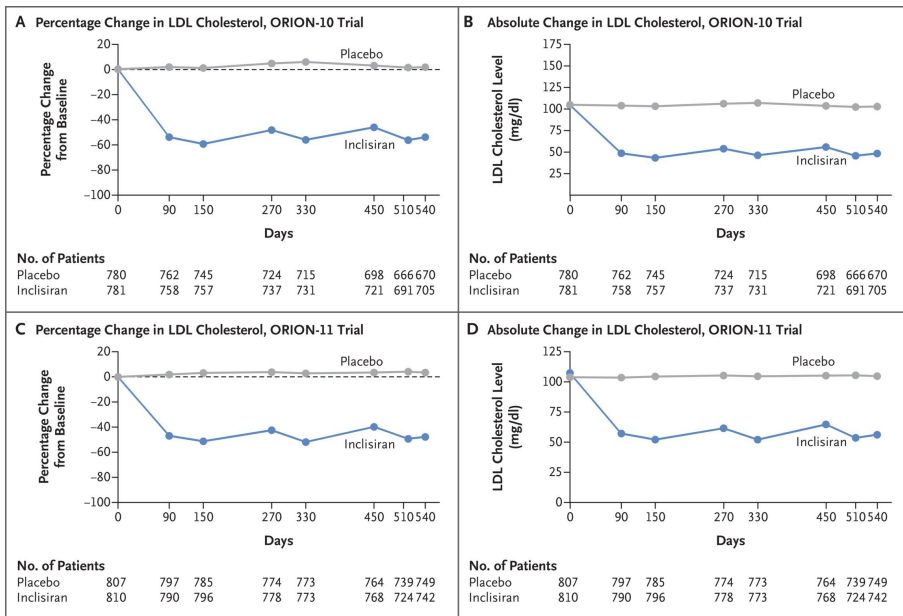 A Percentage Change in LDL Cholesterol, ORION-10 Trial
Percentage Change
from Baseline
20
0
−20
−40
−60
−80
−100
Placebo
Inclisiran
0 90 150 270 330 450 510 540
Days
No. of Patients
Placebo 780 762 745 724 715 698 666 670
Inclisiran 781 758 757 737 731 721 691 705
B Absolute Change in LDL Cholesterol, ORION-10 Trial
LDL Cholesterol Level
(mg/dl)
175
150
125
100
75
50
25
Placebo
Inclisiran
0 90 150 270 330 450 510 540
Days
No. of Patients
Placebo 780 762 745 724 715 698 666 670
Inclisiran 781 758 757 737 731 721 691 705
C Percentage Change in LDL Cholesterol, ORION-11 Trial
Percentage Change
from Baseline
20
0
−20
−40
−60
−80
−100
Placebo
Inclisiran
0 90 150 270 330 450 510 540
Days
No. of Patients
Placebo 807 797 785 774 773 764 739 749
Inclisiran 810 790 796 778 773 768 724 742
D Absolute Change in LDL Cholesterol, ORION-11 Trial
LDL Cholesterol Level
(mg/dl)
125
100
75
50
25
0
Placebo
Inclisiran
0 90 150 270 330 450 510 540
Days
No. of Patients
Placebo 807 797 785 774 773 764 739 749
Inclisiran 810 790 796 778 773 768 724 742